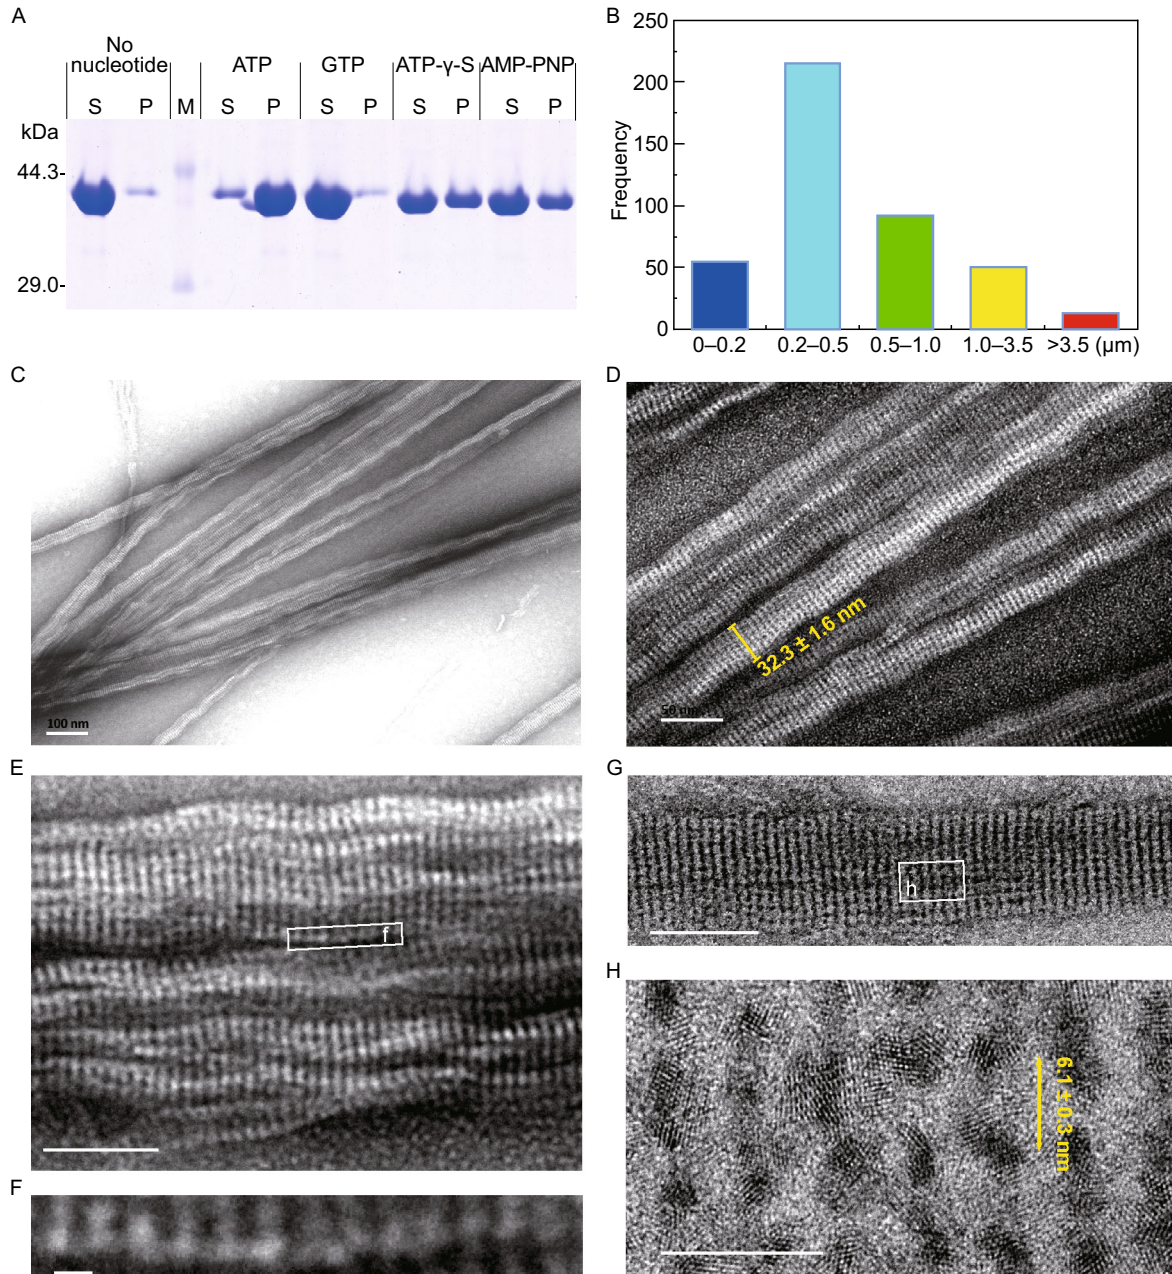 A
No
nucleotide
ATP
GTP
ATP-γ-S
AMP-PNP
S P M S P S P S P S P
kDa
44.3-
29.0-
B
Frequency
250
200
150
100
50
0
0–0.2 0.2–0.5 0.5–1.0 1.0–3.5 >3.5 (μm)
C
100 nm
D
32.3 ± 1.6 nm
50 nm
E
f
G
h
H
6.1 ± 0.3 nm
F